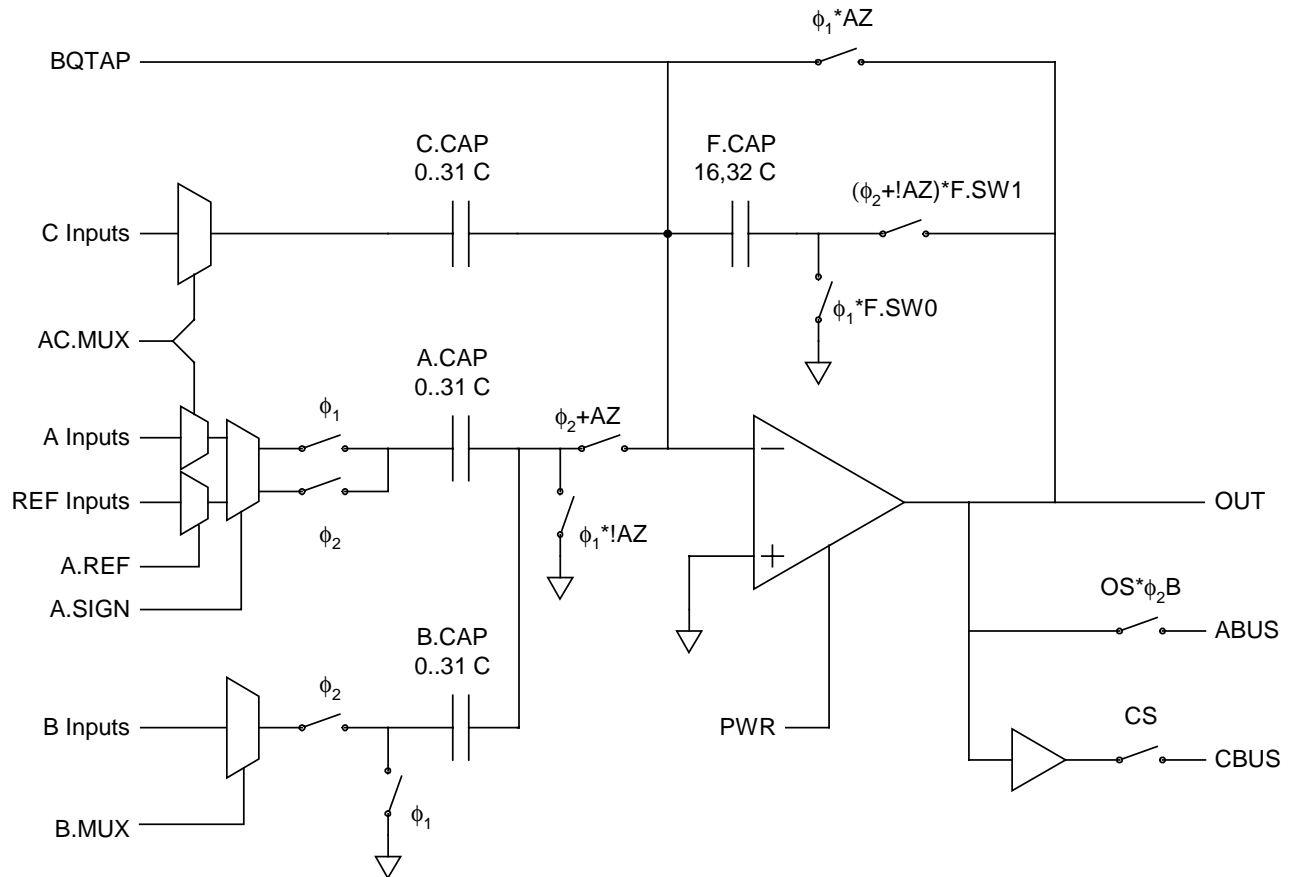 ϕ₁*AZ
BQTAP
C.CAP
0..31 C
F.CAP
16,32 C
(ϕ₂+!AZ)*F.SW1
C Inputs
ϕ₁*F.SW0
AC.MUX
A.CAP
0..31 C
ϕ₁
ϕ₂+AZ
A Inputs
REF Inputs
OUT
ϕ₂
ϕ₁*!AZ
A.REF
A.SIGN
OS*ϕ₂B
ABUS
B.CAP
0..31 C
ϕ₂
B Inputs
PWR
CS
CBUS
ϕ₁
B.MUX